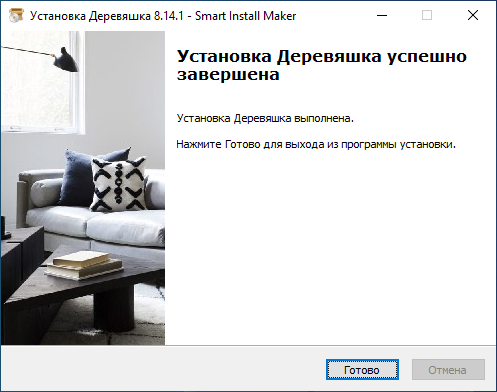 Установка Деревяшка 8.14.1 - Smart Install Maker
Установка Деревяшка успешно
завершена
Установка Деревяшка выполнена.
Нажмите Готово для выхода из программы установки.
Готово
Отмена